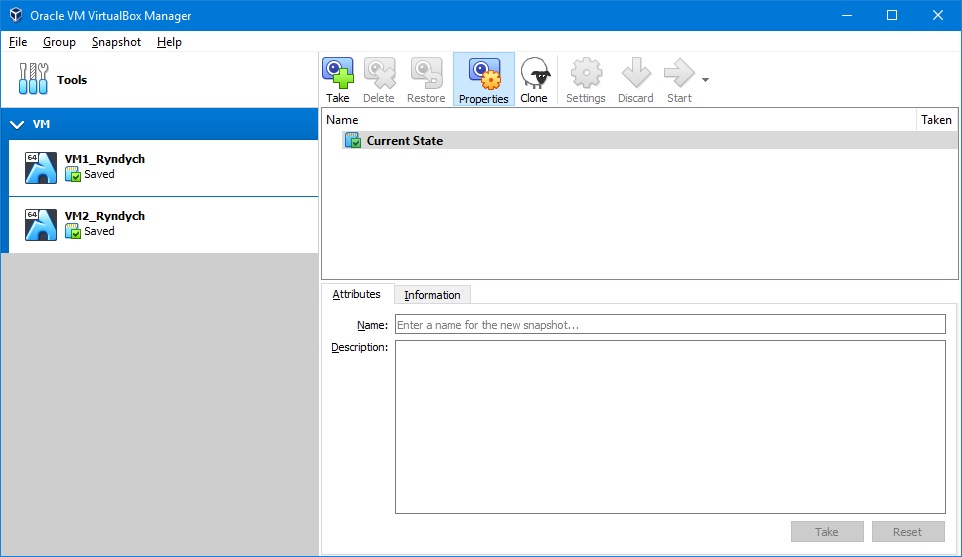 Oracle VM VirtualBox Manager
File Group Snapshot Help
Tools
Take Delete Restore Properties Clone Settings Discard Start
VM
64 VM1_Ryndych
Saved
64 VM2_Ryndych
Saved
Name Taken
Current State
Attributes Information
Name: Enter a name for the new snapshot...
Description:
Take Reset